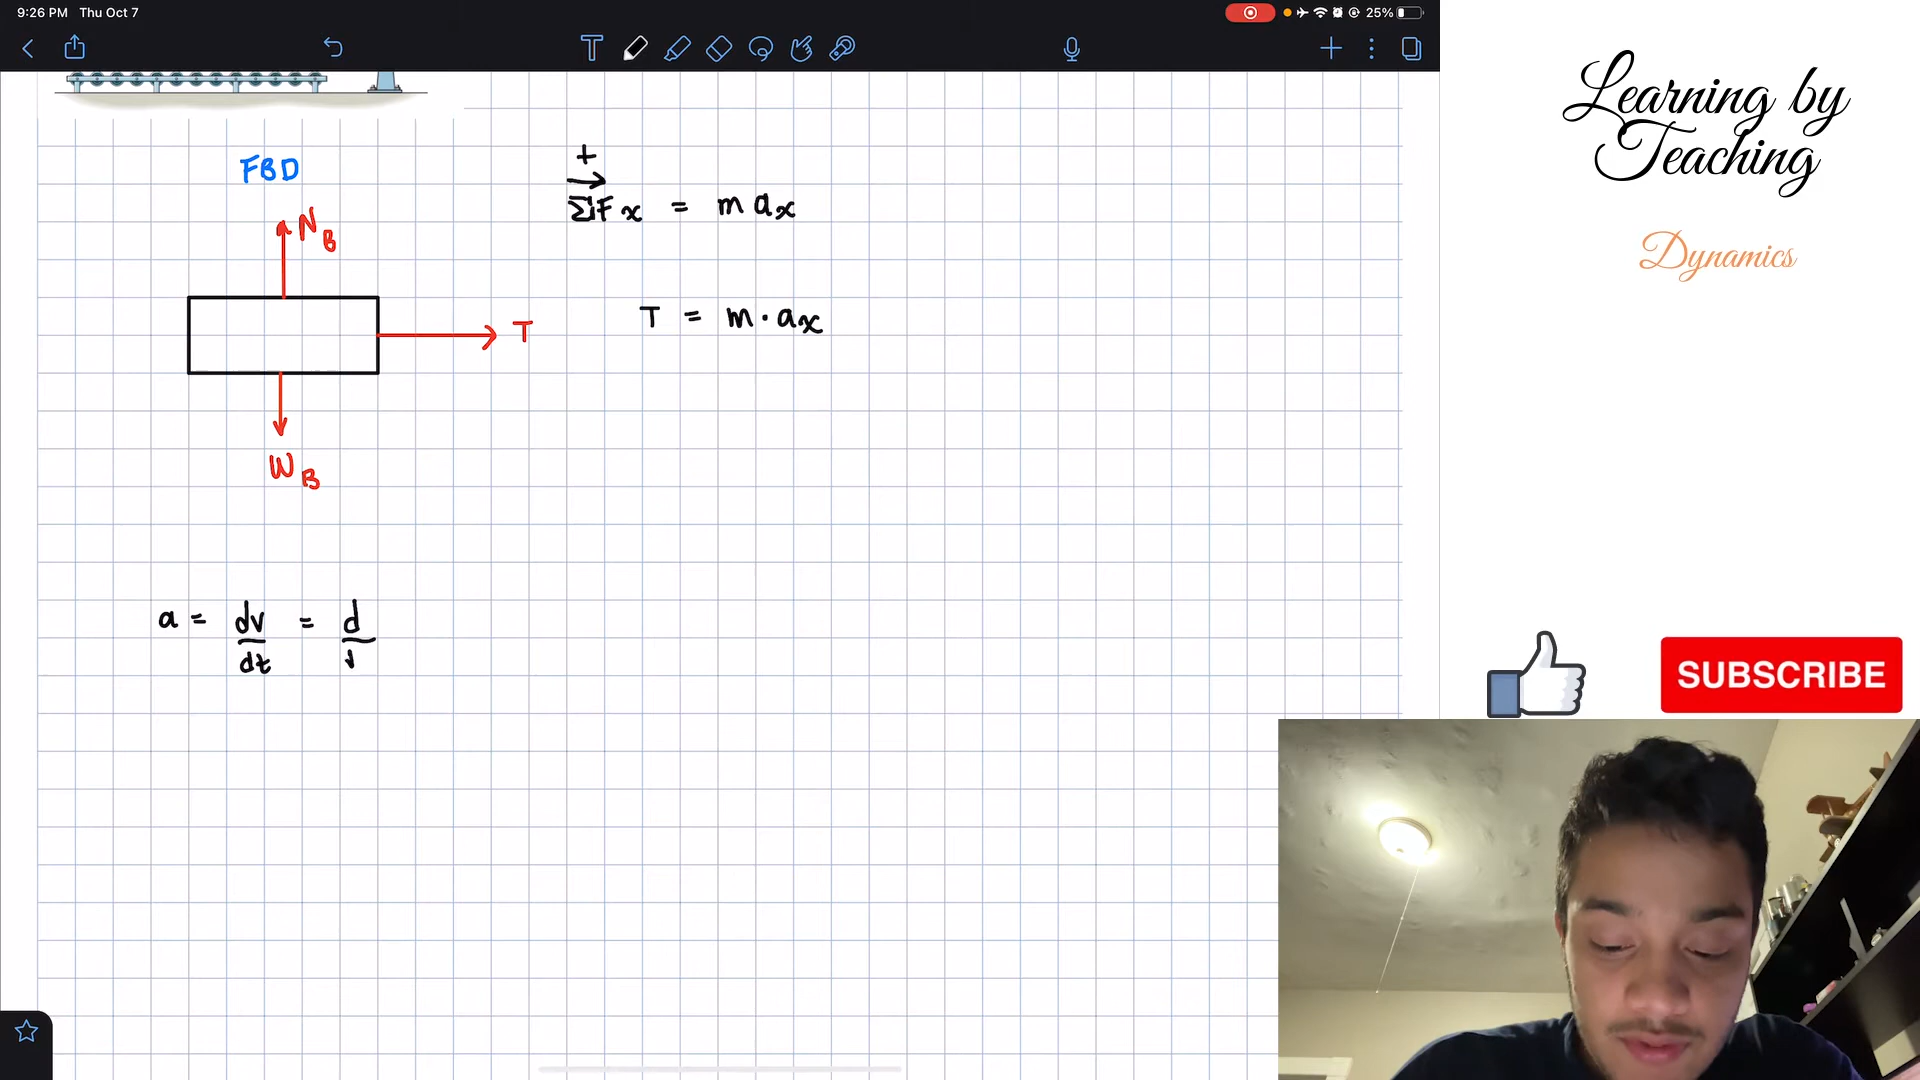 9:26 PM Thu Oct 7
25%
Learning by
Teaching
Dynamics
FBD
N_B
T
W_B
+
→
ΣFx = m ax
T = m · ax
a = dv/dt = d
SUBSCRIBE